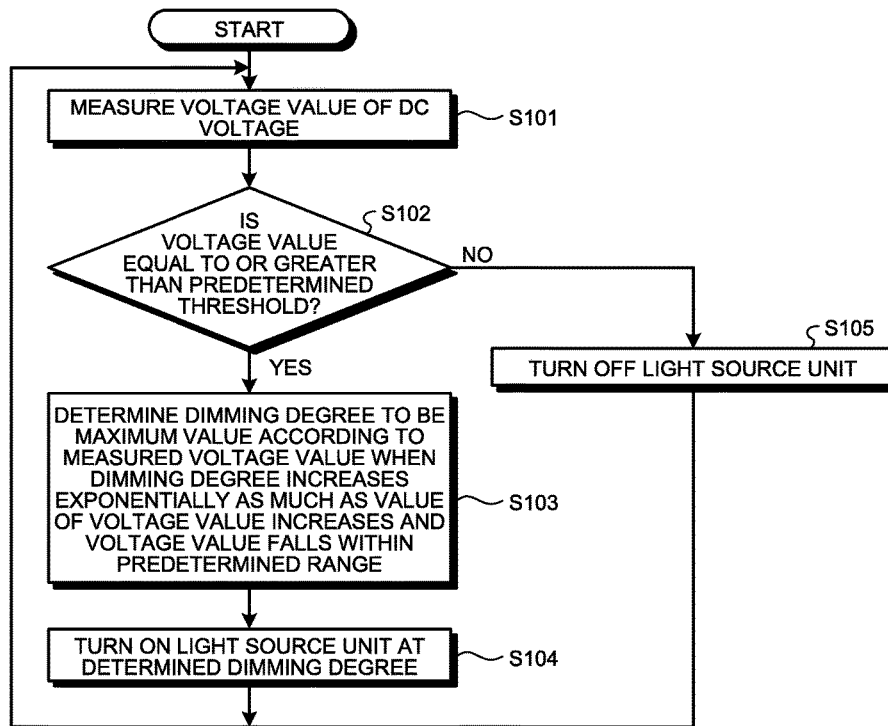 START
MEASURE VOLTAGE VALUE OF DC
VOLTAGE
S101
IS
VOLTAGE VALUE
EQUAL TO OR GREATER
THAN PREDETERMINED
THRESHOLD?
S102
NO
YES
S105
TURN OFF LIGHT SOURCE UNIT
DETERMINE DIMMING DEGREE TO BE
MAXIMUM VALUE ACCORDING TO
MEASURED VOLTAGE VALUE WHEN
DIMMING DEGREE INCREASES
EXPONENTIALLY AS MUCH AS VALUE
OF VOLTAGE VALUE INCREASES AND
VOLTAGE VALUE FALLS WITHIN
PREDETERMINED RANGE
S103
TURN ON LIGHT SOURCE UNIT AT
DETERMINED DIMMING DEGREE
S104